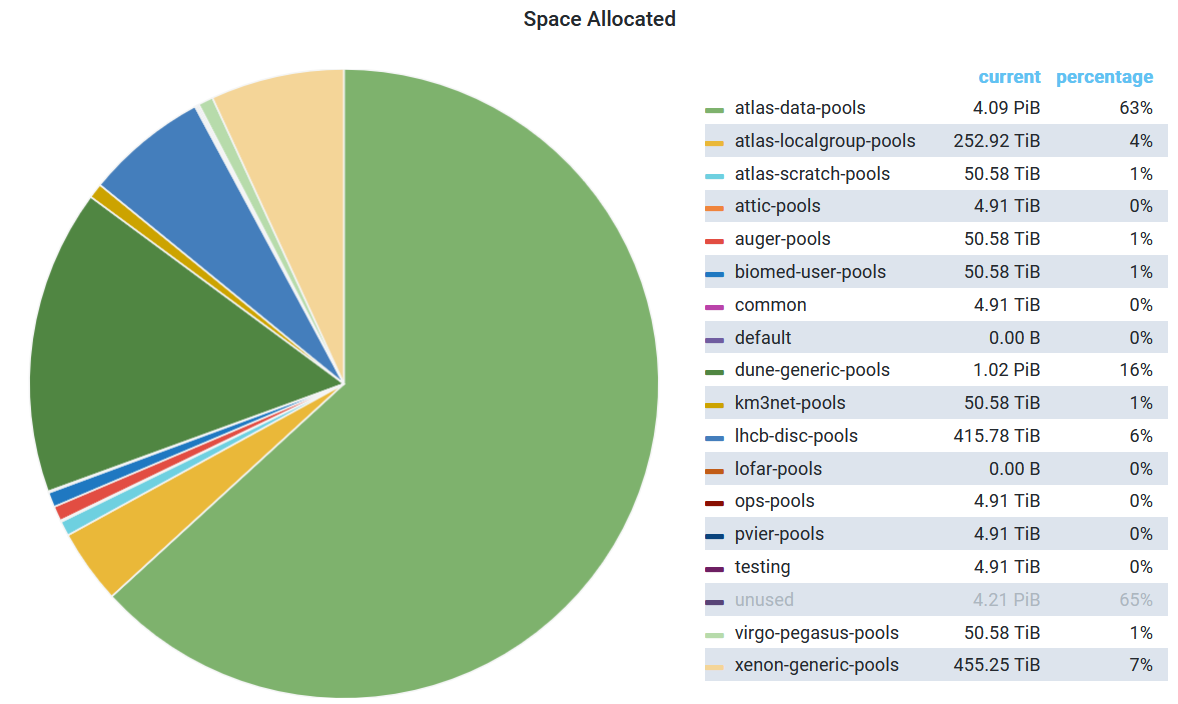 Space Allocated
current percentage
atlas-data-pools 4.09 PiB 63%
atlas-localgroup-pools 252.92 TiB 4%
atlas-scratch-pools 50.58 TiB 1%
attic-pools 4.91 TiB 0%
auger-pools 50.58 TiB 1%
biomed-user-pools 50.58 TiB 1%
common 4.91 TiB 0%
default 0.00 B 0%
dune-generic-pools 1.02 PiB 16%
km3net-pools 50.58 TiB 1%
lhcb-disc-pools 415.78 TiB 6%
lofar-pools 0.00 B 0%
ops-pools 4.91 TiB 0%
pvier-pools 4.91 TiB 0%
testing 4.91 TiB 0%
unused 4.21 PiB 65%
virgo-pegasus-pools 50.58 TiB 1%
xenon-generic-pools 455.25 TiB 7%